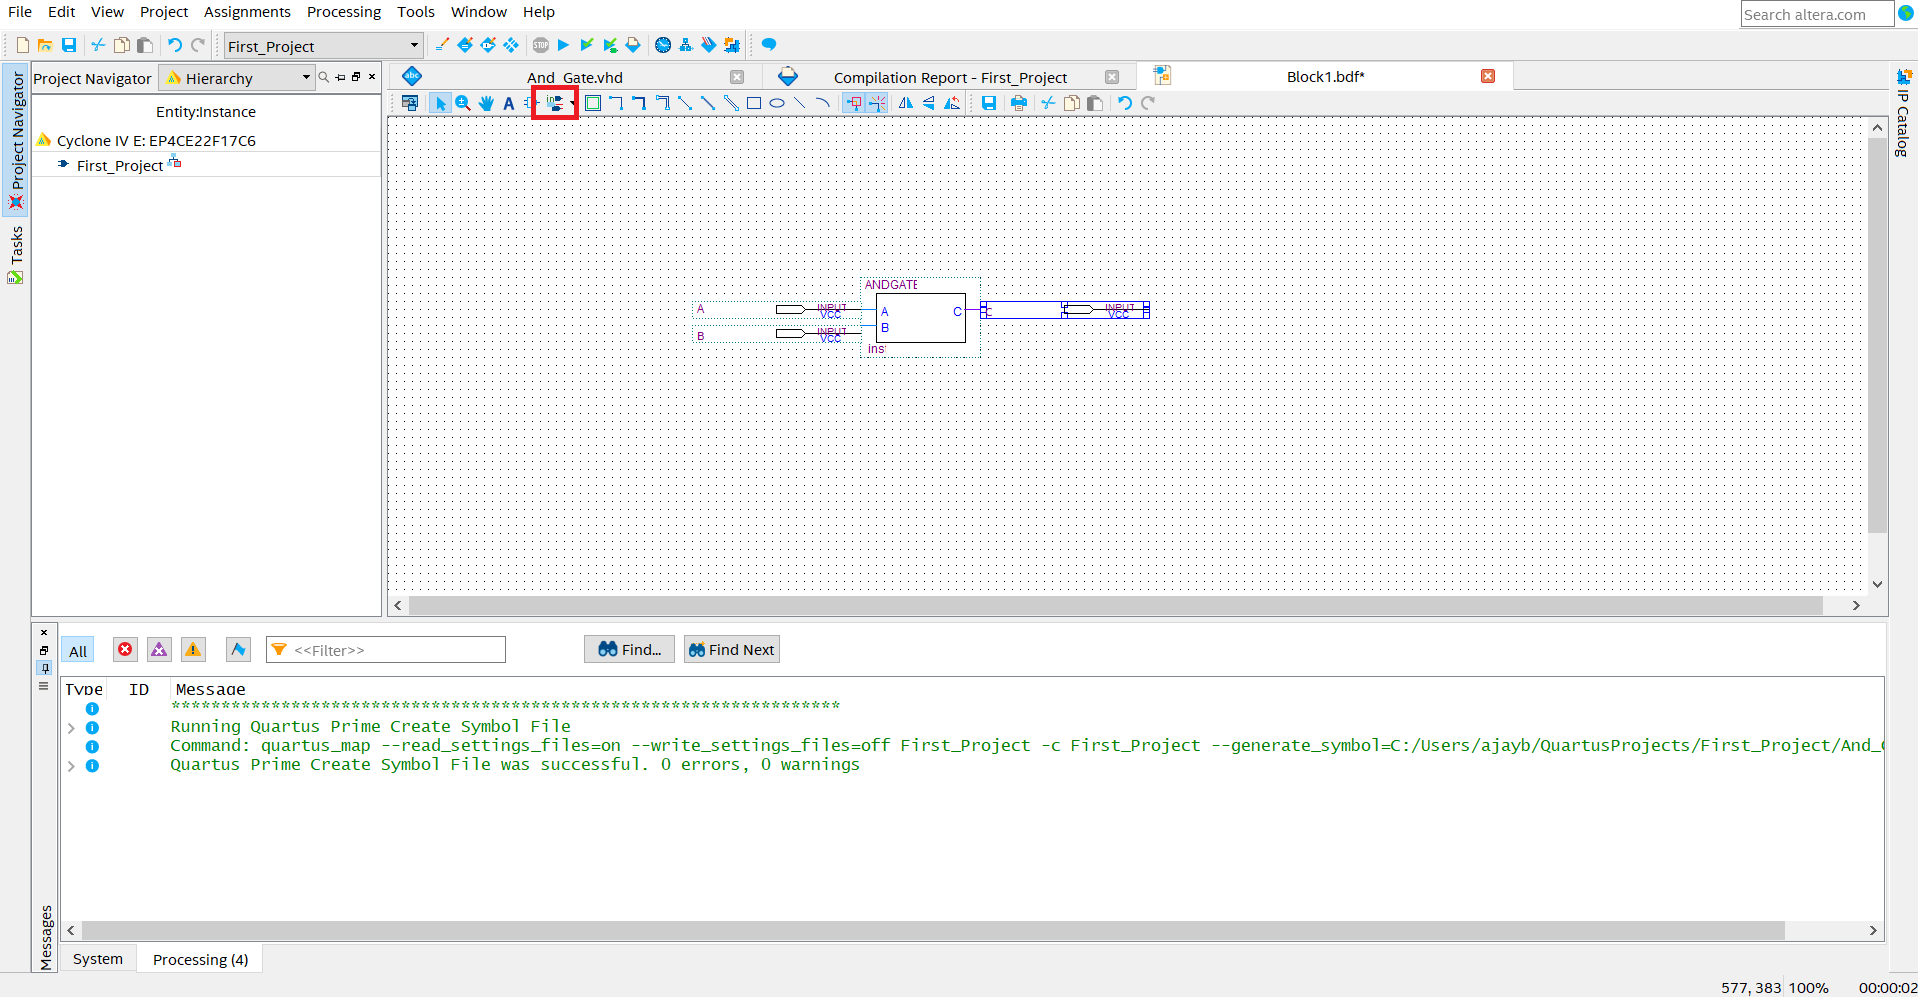 File Edit View Project Assignments Processing Tools Window Help
Search altera.com
First_Project
Project Navigator Hierarchy
And_Gate.vhd
Compilation Report - First_Project
Block1.bdf*
Project Navigator
Tasks
IP Catalog
Entity:Instance
Cyclone IV E: EP4CE22F17C6
First_Project
ANDGATE
A INPUT VCC
A C
C INPUT VCC
B INPUT VCC
B
ins
All
<<Filter>>
Find...
Find Next
Type ID Message
*******************************************************************
Running Quartus Prime Create Symbol File
Command: quartus_map --read_settings_files=on --write_settings_files=off First_Project -c First_Project --generate_symbol=C:/Users/ajayb/QuartusProjects/First_Project/And_G
Quartus Prime Create Symbol File was successful. 0 errors, 0 warnings
Messages
System Processing (4)
577, 383 100% 00:00:02